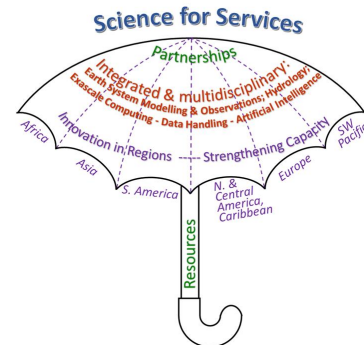 Science for Services
Partnerships
Integrated & multidisciplinary:
Earth System Modelling & Observations; Hydrology;
Exascale Computing - Data Handling - Artificial Intelligence
Innovation in Regions ---- Strengthening Capacity
Africa
Asia
S. America
N. &
Central
America,
Caribbean
Europe
SW
Pacific
Resources